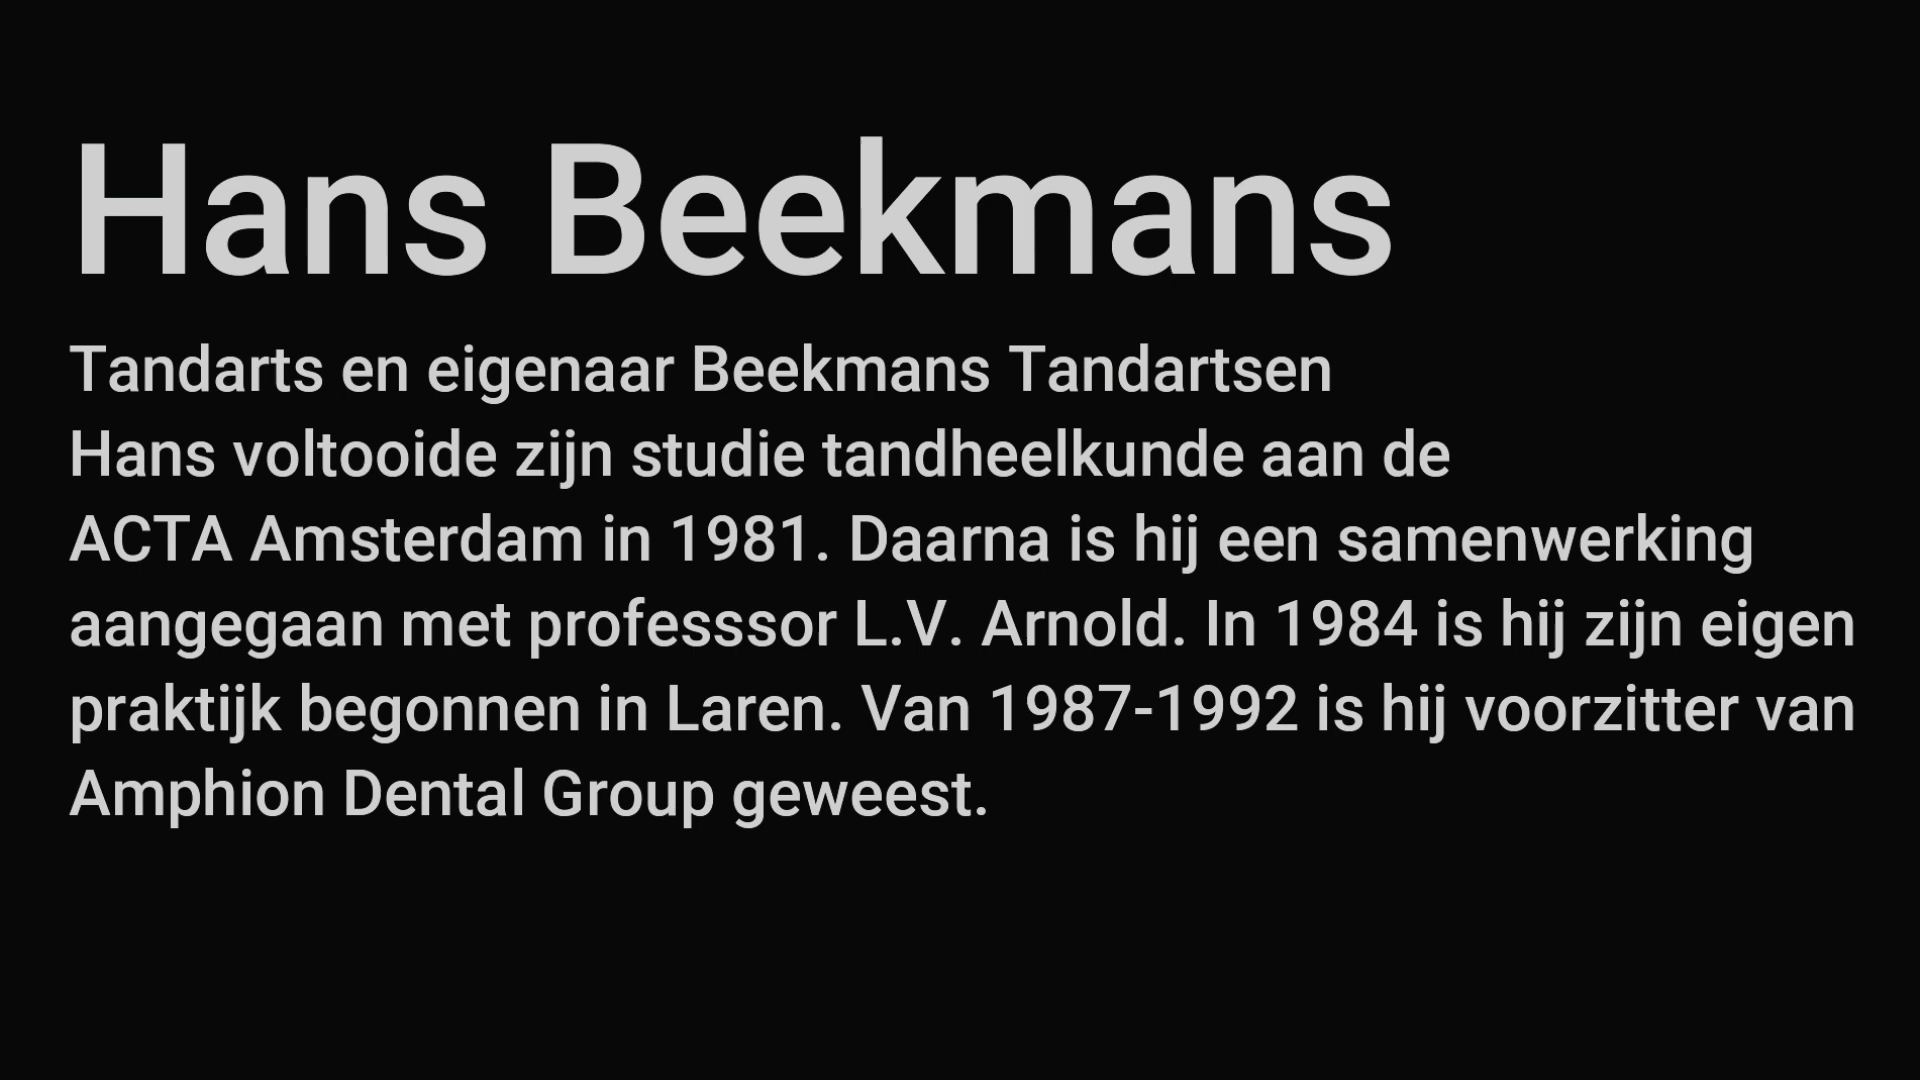 Hans Beekmans
Tandarts en eigenaar Beekmans Tandartsen
Hans voltooide zijn studie tandheelkunde aan de
ACTA Amsterdam in 1981. Daarna is hij een samenwerking
aangegaan met professsor L.V. Arnold. In 1984 is hij zijn eigen
praktijk begonnen in Laren. Van 1987-1992 is hij voorzitter van
Amphion Dental Group geweest.